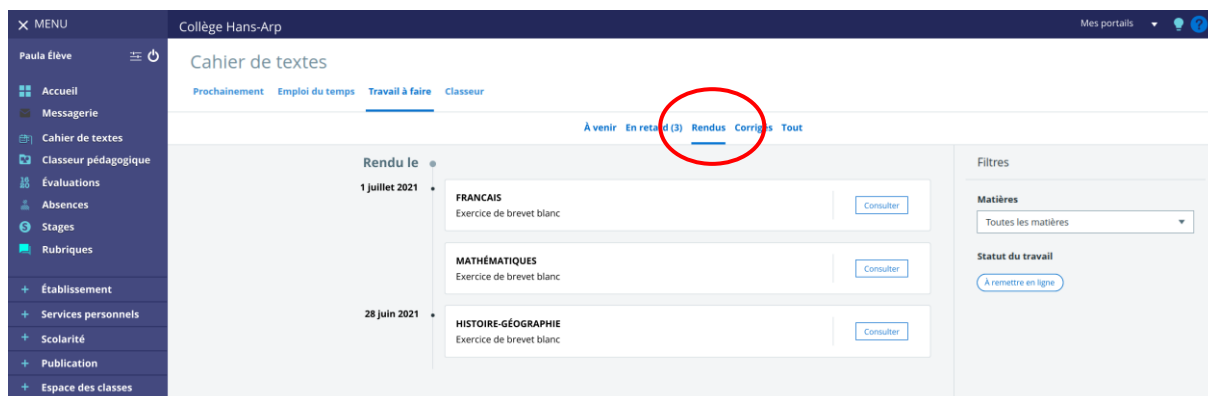 MENU
Collège Hans-Arp
Mes portails
?
Paula Élève
Cahier de textes
Prochainement Emploi du temps Travail à faire Classeur
À venir En retard (3) Rendus Corrigés Tout
Accueil
Messagerie
Cahier de textes
Classeur pédagogique
Évaluations
Absences
Stages
Rubriques
+ Établissement
+ Services personnels
+ Scolarité
+ Publication
+ Espace des classes
Rendu le
1 juillet 2021
FRANCAIS
Exercice de brevet blanc
Consulter
MATHÉMATIQUES
Exercice de brevet blanc
Consulter
28 juin 2021
HISTOIRE-GÉOGRAPHIE
Exercice de brevet blanc
Consulter
Filtres
Matières
Toutes les matières
Statut du travail
À remettre en ligne